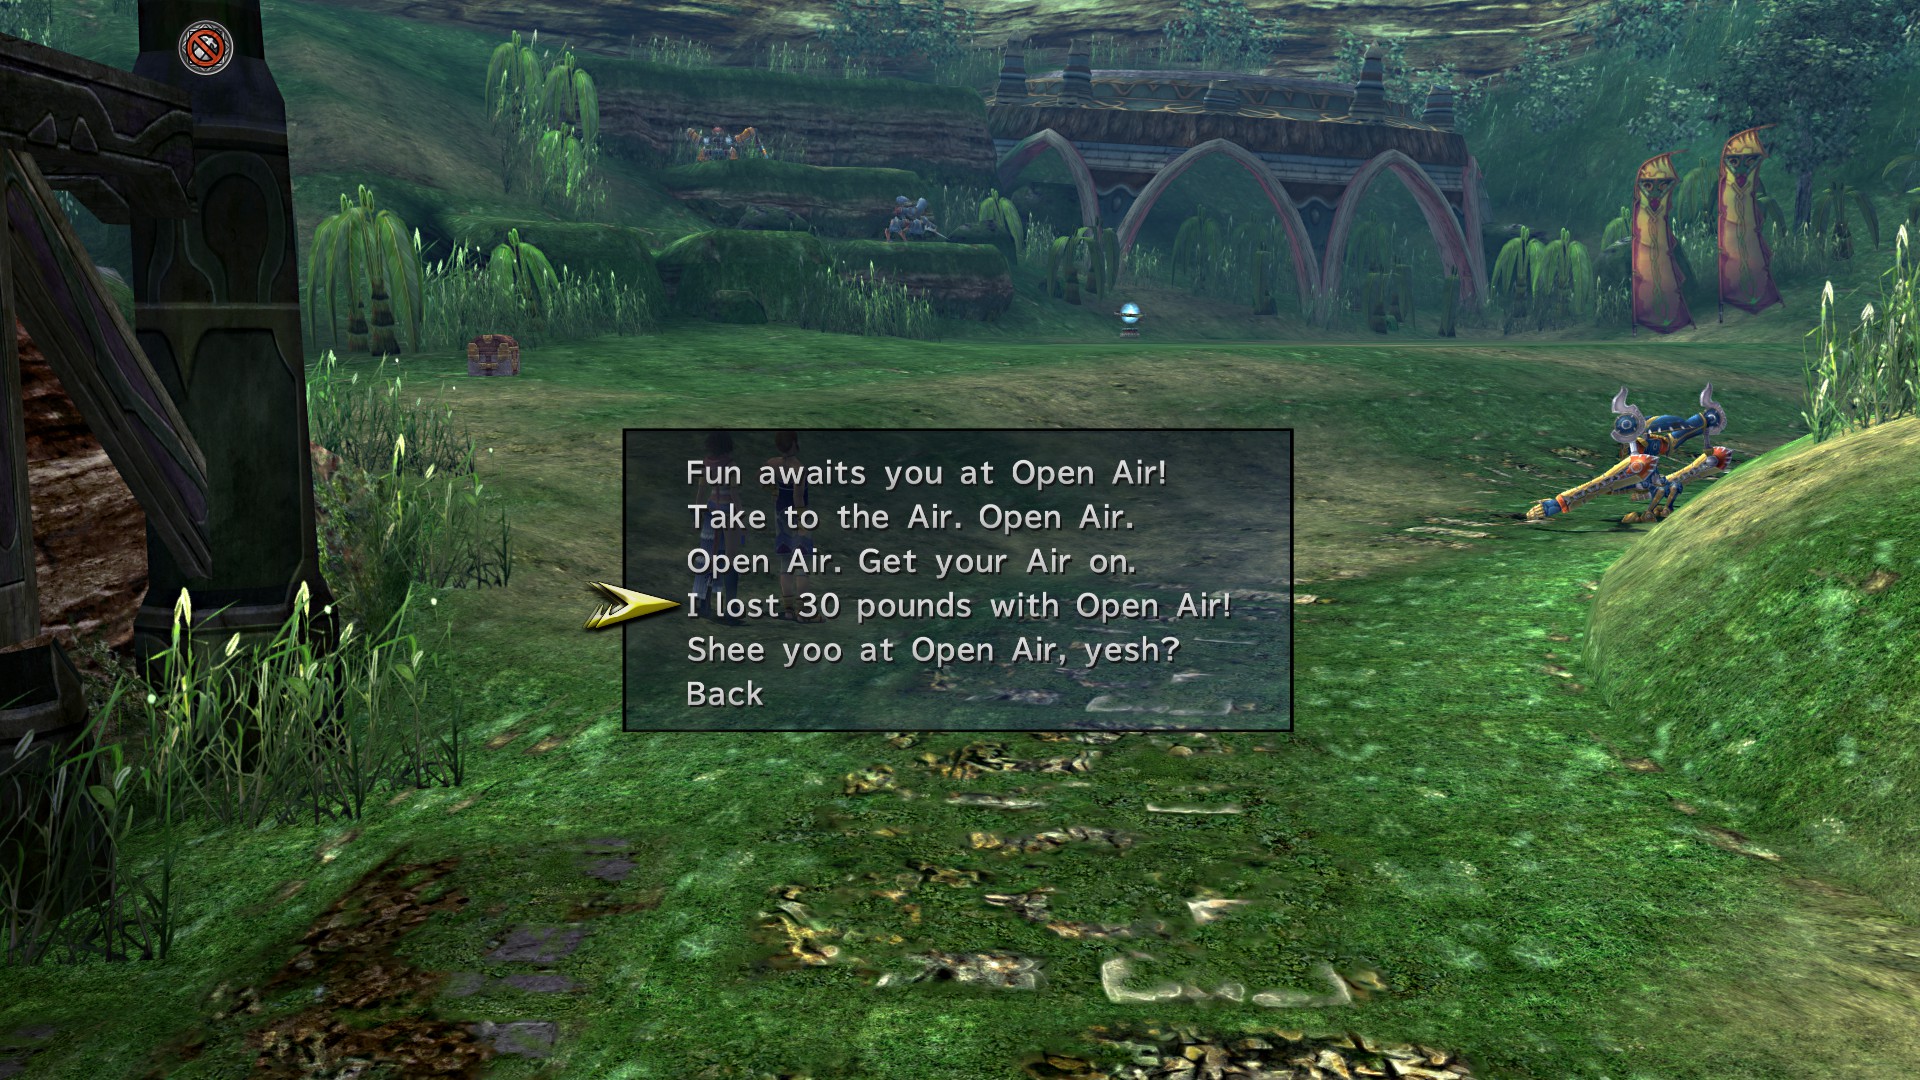 Fun awaits you at Open Air!
Take to the Air. Open Air.
Open Air. Get your Air on.
I lost 30 pounds with Open Air!
Shee yoo at Open Air, yesh?
Back